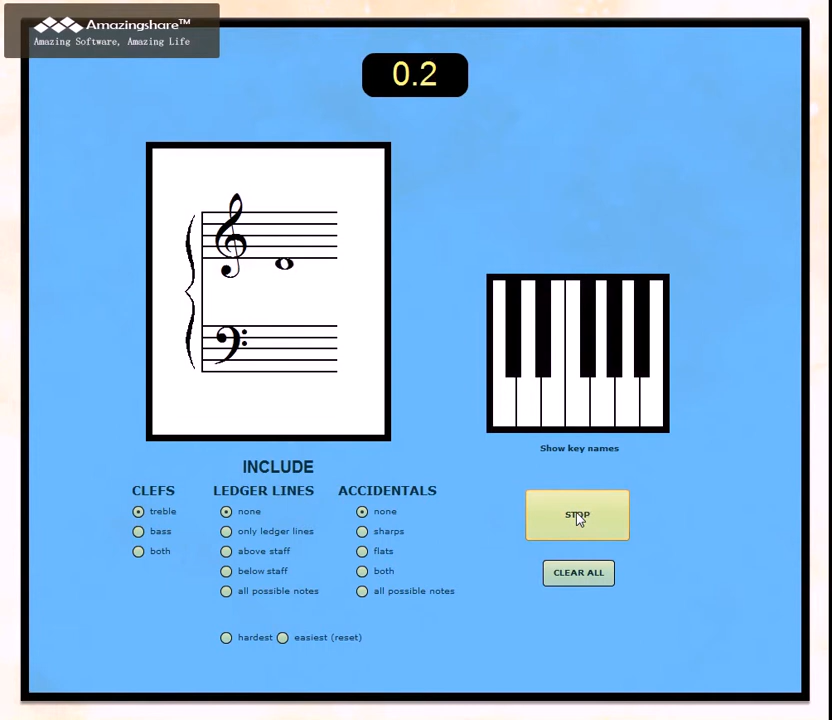 Amazingshare™
Amazing Software, Amazing Life
0.2
Show key names
INCLUDE
CLEFS
treble
bass
both
LEDGER LINES
none
only ledger lines
above staff
below staff
all possible notes
ACCIDENTALS
none
sharps
flats
both
all possible notes
hardest
easiest (reset)
STOP
CLEAR ALL